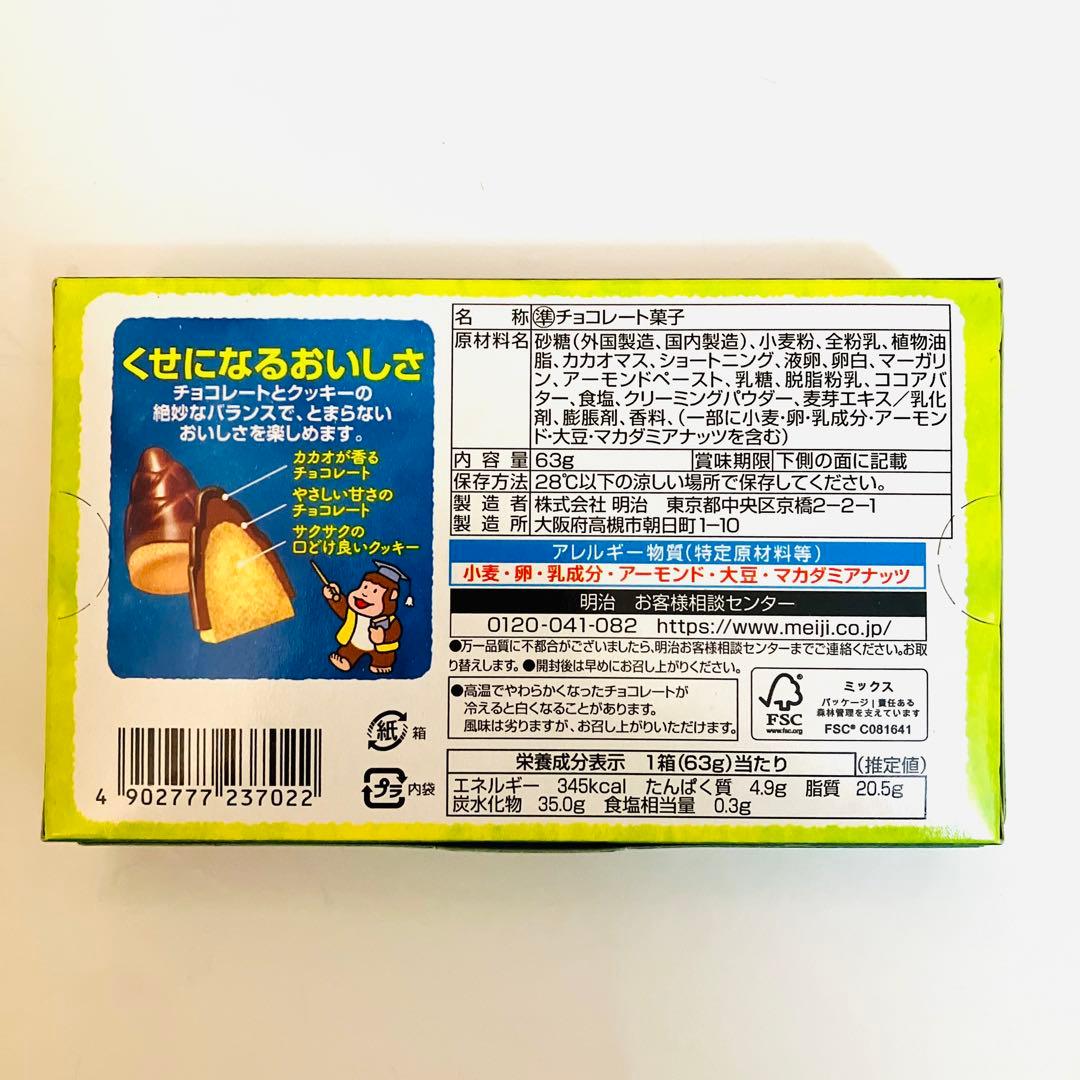 くせになるおいしさ
チョコレートとクッキーの
絶妙なバランスで、とまらない
おいしさを楽しめます。
カカオが香る
チョコレート
やさしい甘さの
チョコレート
サクサクの
口どけ良いクッキー
名 称 準チョコレート菓子
原材料名 砂糖(外国製造、国内製造)、小麦粉、全粉乳、植物油
脂、カカオマス、ショートニング、液卵、卵白、マーガリ
ン、アーモンドペースト、乳糖、脱脂粉乳、ココアバ
ター、食塩、クリーミングパウダー、麦芽エキス/乳化
剤、膨脹剤、香料、(一部に小麦・卵・乳成分・アーモン
ド・大豆・マカダミアナッツを含む)
内容量 63g 賞味期限 下側の面に記載
保存方法 28℃以下の涼しい場所で保存してください。
製造者 株式会社 明治 東京都中央区京橋2-2-1
製造所 大阪府高槻市朝日町1-10
アレルギー物質(特定原材料等)
小麦・卵・乳成分・アーモンド・大豆・マカダミアナッツ
明治 お客様相談センター
0120-041-082 https://www.meiji.co.jp/
●万一品質に不都合がございましたら、明治お客様相談センターまでご連絡ください。お取
り替えします。●開封後は早めにお召し上がりください。
●高温でやわらかくなったチョコレートが
冷えると白くなることがあります。
風味は劣りますが、お召し上がりいただけます。
FSC
www.fsc.org
ミックス
パッケージ|責任ある
森林管理を支えています
FSC® C081641
紙 箱
プラ 内袋
4 902777 237022
栄養成分表示 1箱(63g)当たり (推定値)
エネルギー 345kcal たんぱく質 4.9g 脂質 20.5g
炭水化物 35.0g 食塩相当量 0.3g